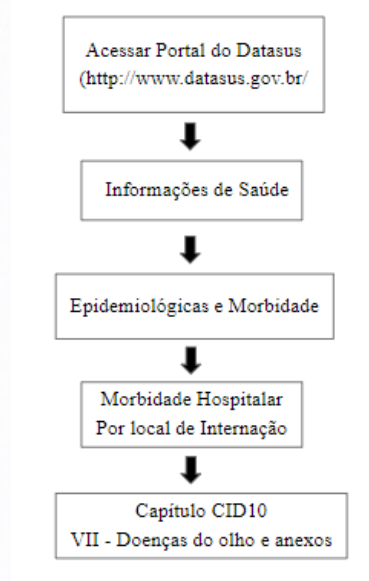 Acessar Portal do Datasus
(http://www.datasus.gov.br/
Informações de Saúde
Epidemiológicas e Morbidade
Morbidade Hospitalar
Por local de Internação
Capítulo CID10
VII - Doenças do olho e anexos